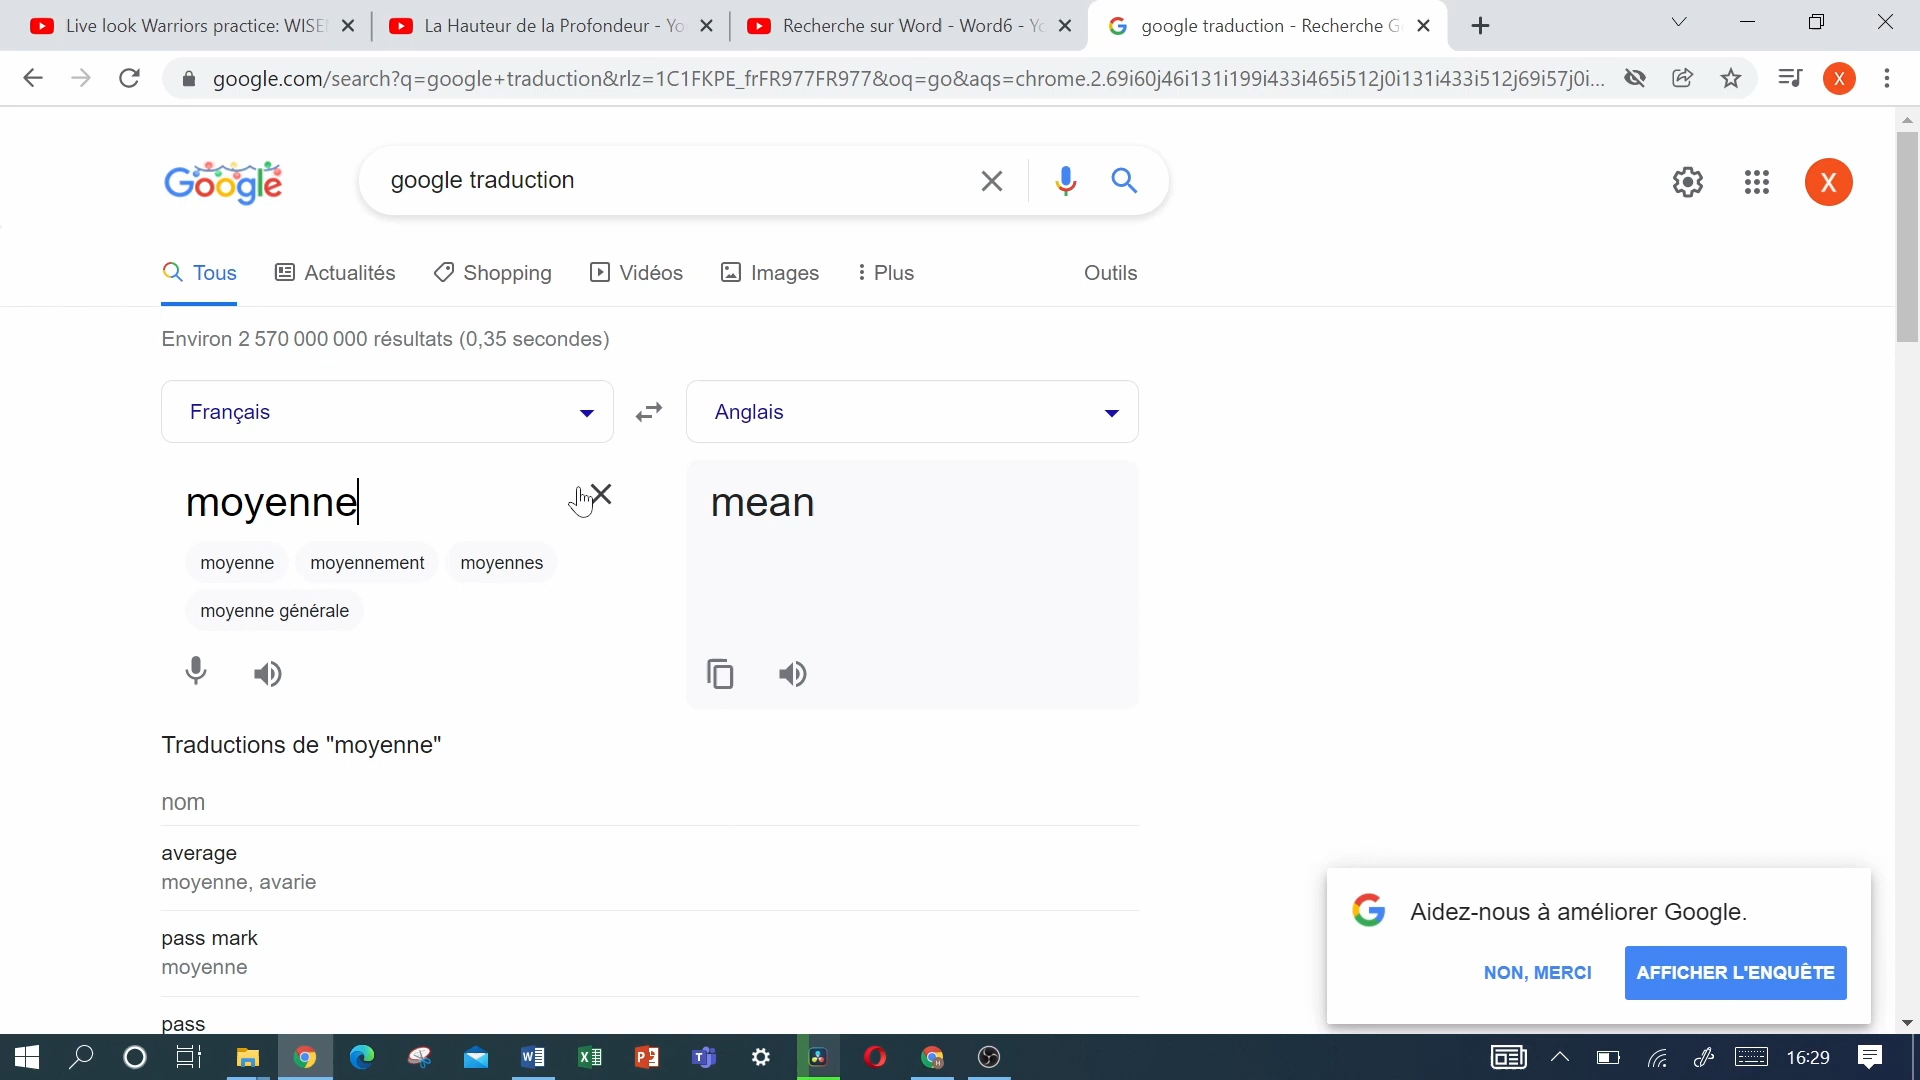 Live look Warriors practice: WISE
La Hauteur de la Profondeur - Yo
Recherche sur Word - Word6 - Yo
google traduction - Recherche G
google.com/search?q=google+traduction&rlz=1C1FKPE_frFR977FR977&oq=go&aqs=chrome.2.69i60j46i131i199i433i465i512j0i131i433i512j69i57j0i...
X
Google
google traduction
X
Tous
Actualités
Shopping
Vidéos
Images
Plus
Outils
Environ 2 570 000 000 résultats (0,35 secondes)
Français
Anglais
moyenne
mean
moyenne
moyennement
moyennes
moyenne générale
Traductions de "moyenne"
nom
average
moyenne, avarie
pass mark
moyenne
pass
Aidez-nous à améliorer Google.
NON, MERCI
AFFICHER L'ENQUÊTE
16:29